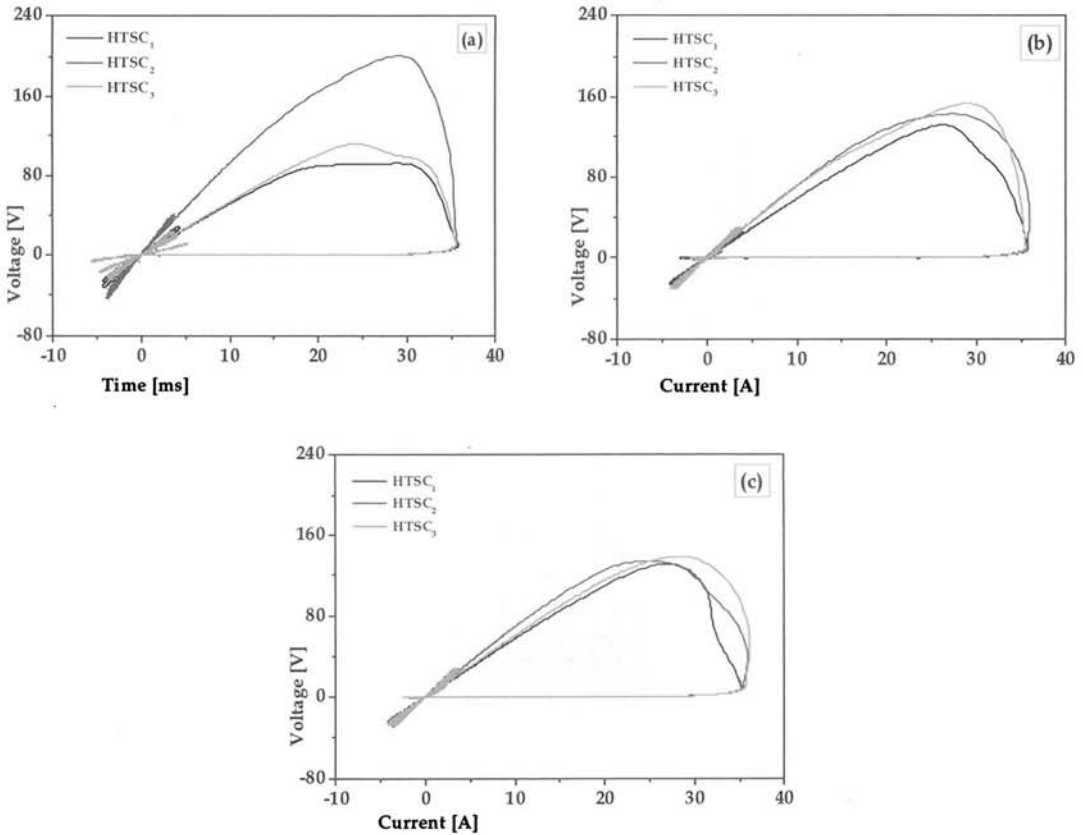 240
HTSC1
(a)
HTSC2
160
HTSC3
80
Voltage [V]
0
-80
-10 0 10 20 30 40
Time [ms]
240
HTSC1
(b)
HTSC2
160
HTSC3
80
Voltage [V]
0
-80
-10 0 10 20 30 40
Current [A]
240
HTSC1
(c)
HTSC2
160
HTSC3
80
Voltage [V]
0
-80
-10 0 10 20 30 40
Current [A]